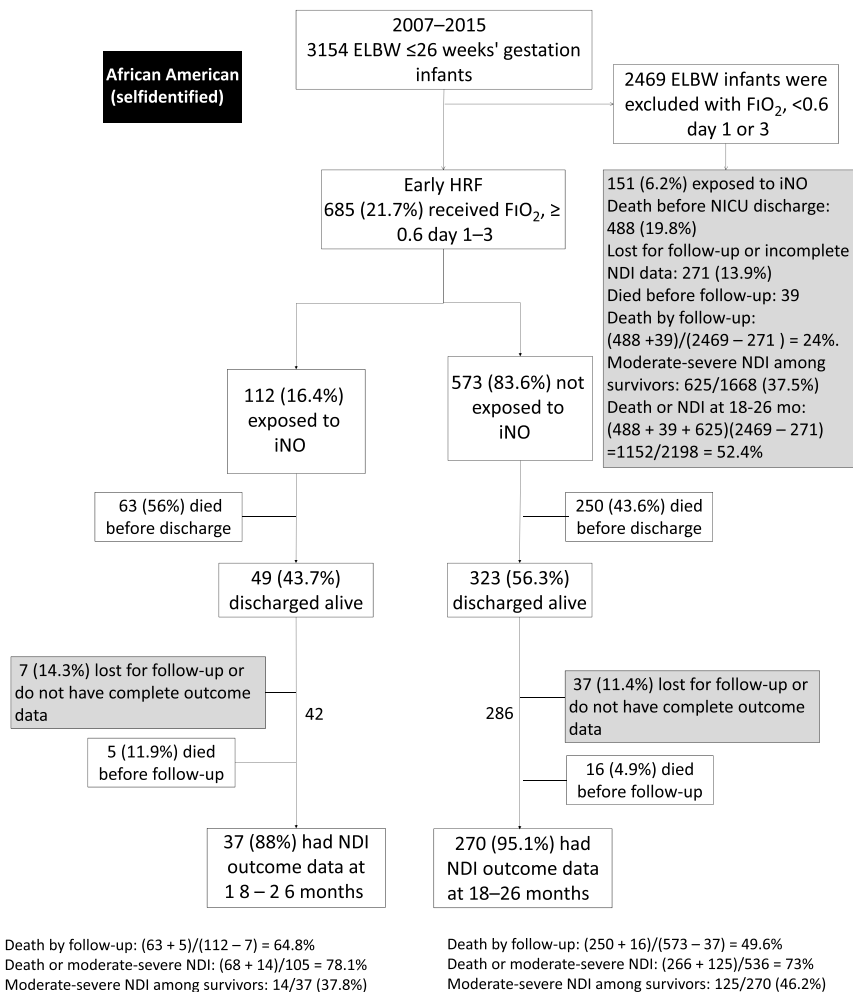 2007–2015
3154 ELBW ≤26 weeks' gestation
infants
African American
(selfidentified)
2469 ELBW infants were
excluded with FIO2, <0.6
day 1 or 3
Early HRF
685 (21.7%) received FIO2, ≥
0.6 day 1–3
151 (6.2%) exposed to iNO
Death before NICU discharge:
488 (19.8%)
Lost for follow-up or incomplete
NDI data: 271 (13.9%)
Died before follow-up: 39
Death by follow-up:
(488 +39)/(2469 – 271 ) = 24%.
Moderate-severe NDI among
survivors: 625/1668 (37.5%)
Death or NDI at 18-26 mo:
(488 + 39 + 625)(2469 – 271)
=1152/2198 = 52.4%
112 (16.4%)
exposed to
iNO
573 (83.6%) not
exposed to
iNO
63 (56%) died
before discharge
250 (43.6%) died
before discharge
49 (43.7%)
discharged alive
323 (56.3%)
discharged alive
7 (14.3%) lost for follow-up or
do not have complete outcome
data
42
286
37 (11.4%) lost for follow-up or
do not have complete outcome
data
5 (11.9%) died
before follow-up
16 (4.9%) died
before follow-up
37 (88%) had NDI
outcome data at
1 8 – 2 6 months
270 (95.1%) had
NDI outcome data
at 18–26 months
Death by follow-up: (63 + 5)/(112 – 7) = 64.8%
Death or moderate-severe NDI: (68 + 14)/105 = 78.1%
Moderate-severe NDI among survivors: 14/37 (37.8%)
Death by follow-up: (250 + 16)/(573 – 37) = 49.6%
Death or moderate-severe NDI: (266 + 125)/536 = 73%
Moderate-severe NDI among survivors: 125/270 (46.2%)